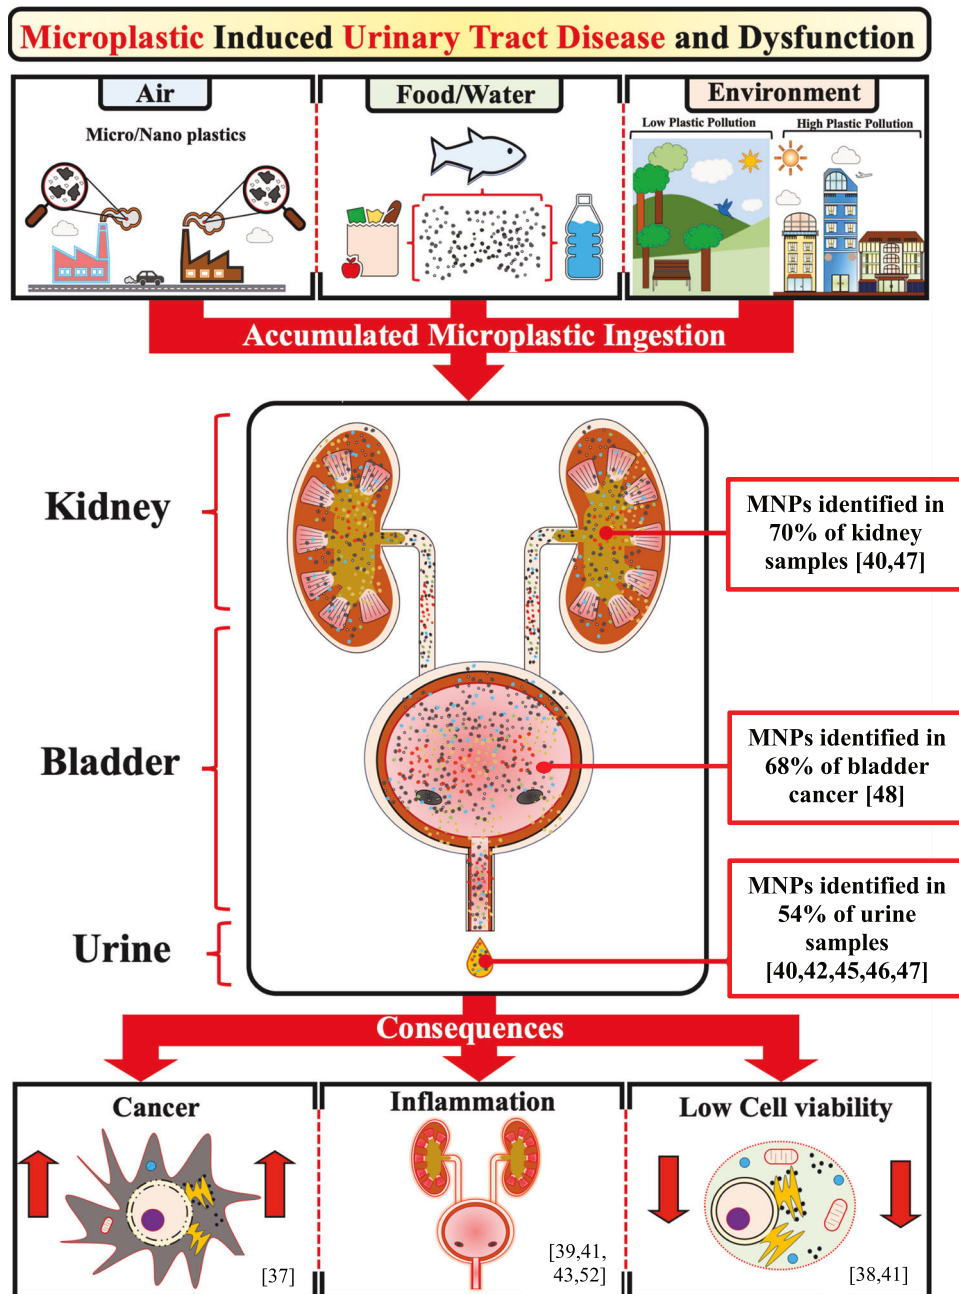 Microplastic Induced Urinary Tract Disease and Dysfunction
Air
Food/Water
Environment
Micro/Nano plastics
Low Plastic Pollution
High Plastic Pollution
Accumulated Microplastic Ingestion
Kidney
MNPs identified in
70% of kidney
samples [40,47]
Bladder
MNPs identified in
68% of bladder
cancer [48]
Urine
MNPs identified in
54% of urine
samples
[40,42,45,46,47]
Consequences
Cancer
[37]
Inflammation
[39,41,
43,52]
Low Cell viability
[38,41]